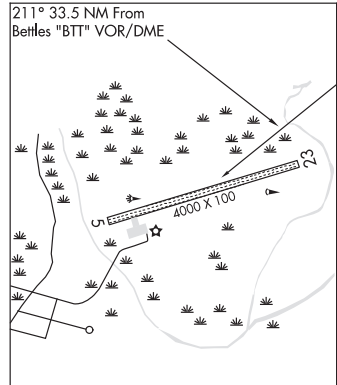 211° 33.5 NM From
Bettles "BTT" VOR/DME
23
5
4000 X 100